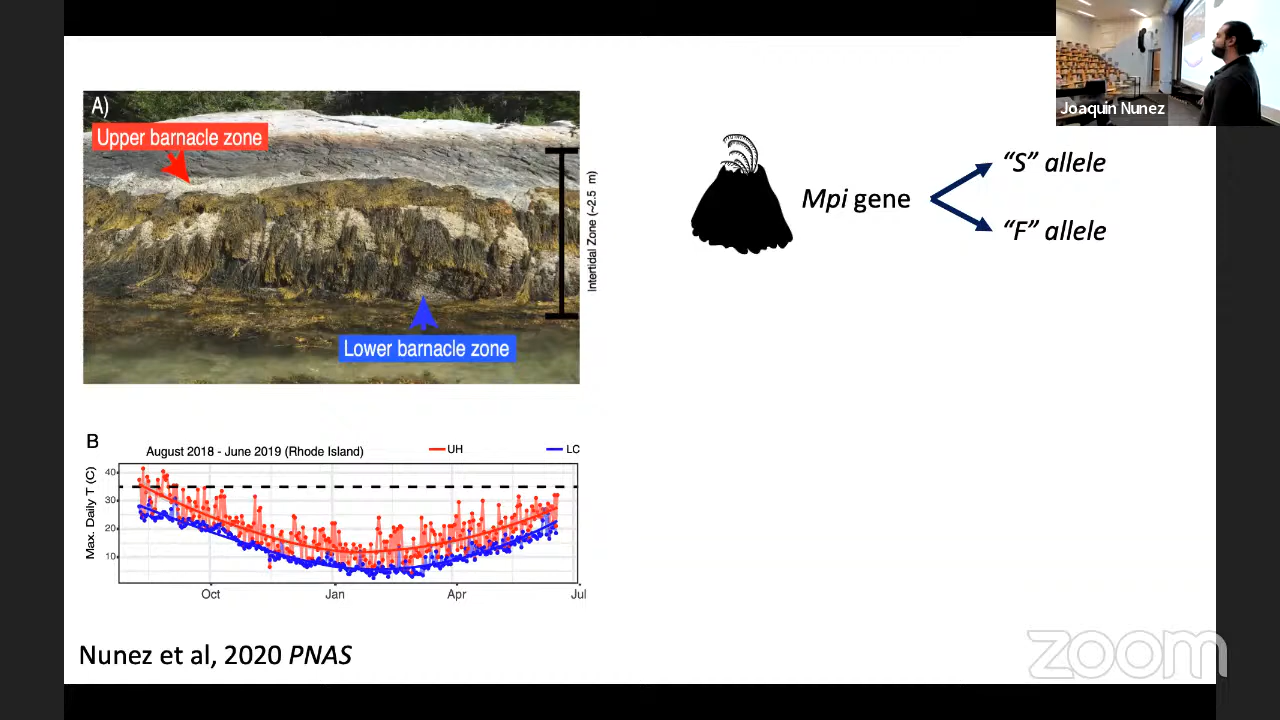 A)
Upper barnacle zone
Lower barnacle zone
Intertidal Zone (~2.5 m)
Mpi gene
“S” allele
“F” allele
Joaquin Nunez
B
August 2018 - June 2019 (Rhode Island)
UH
LC
Max. Daily T (C)
40
30
20
10
Oct
Jan
Apr
Jul
Nunez et al, 2020 PNAS
zoom